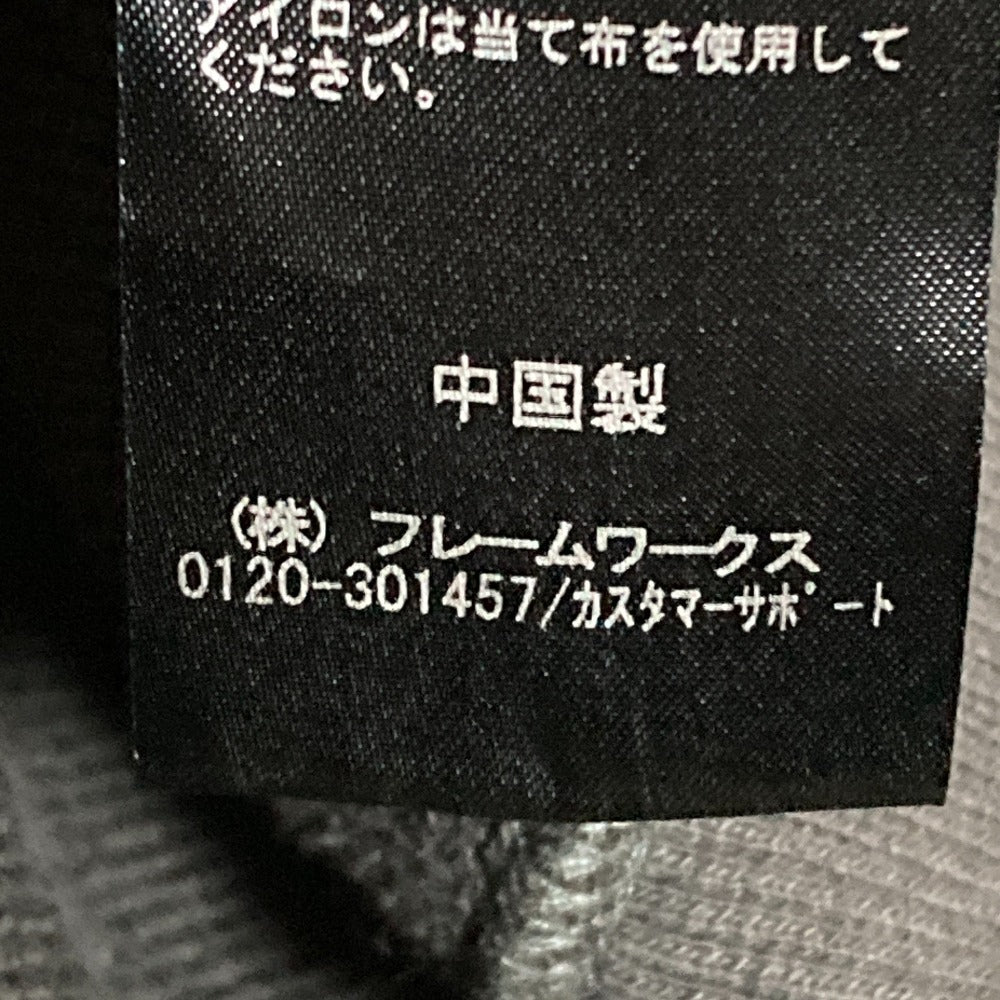 アイロンは当て布を使用して
ください。
中国製
(株) フレームワークス
0120-301457/カスタマーサポート